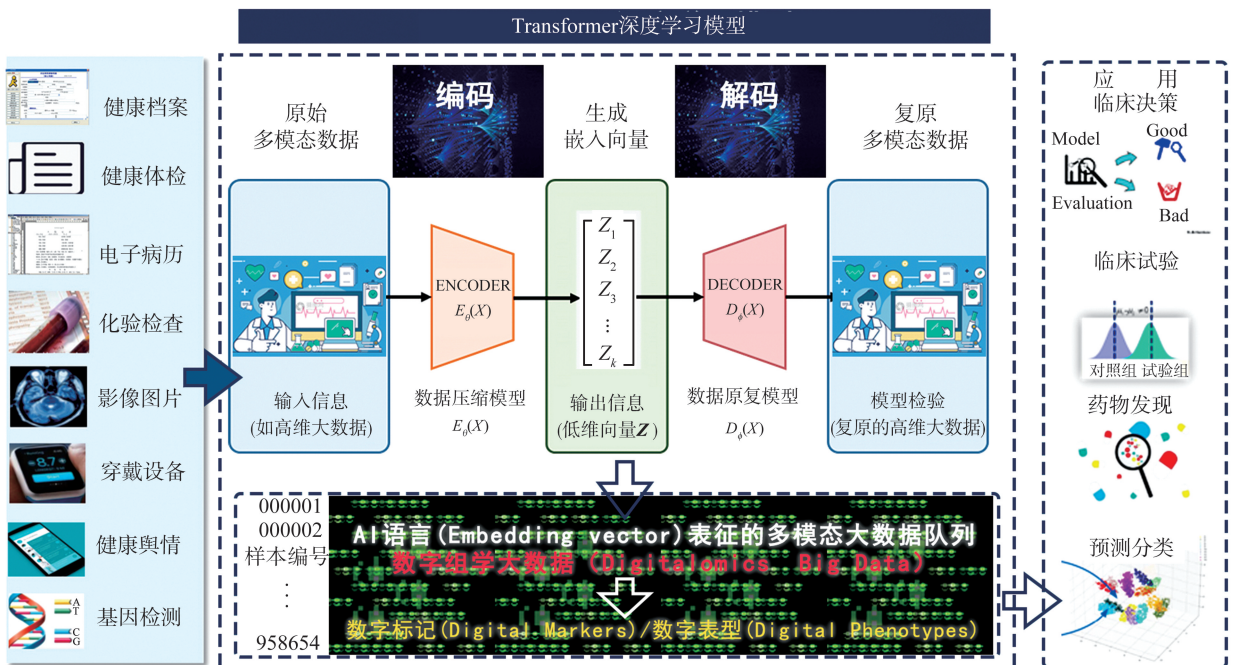 Transformer深度学习模型
健康档案
健康体检
电子病历
化验检查
影像图片
穿戴设备
健康舆情
基因检测
8.7
A
T
C
G
原始
多模态数据
编码
生成
嵌入向量
解码
复原
多模态数据
ENCODER
E_θ(X)
Z_1
Z_2
Z_3
⋮
Z_k
DECODER
D_ϕ(X)
输入信息
(如高维大数据)
数据压缩模型
E_θ(X)
输出信息
(低维向量Z)
数据原复模型
D_ϕ(X)
模型检验
(复原的高维大数据)
000001
000002
样本编号
⋮
958654
AI语言(Embedding vector)表征的多模态大数据队列
数字组学大数据 (Digitalomics Big Data)
数字标记(Digital Markers)/数字表型(Digital Phenotypes)
应 用
临床决策
Model
Evaluation
Good
Bad
临床试验
对照组 试验组
药物发现
预测分类